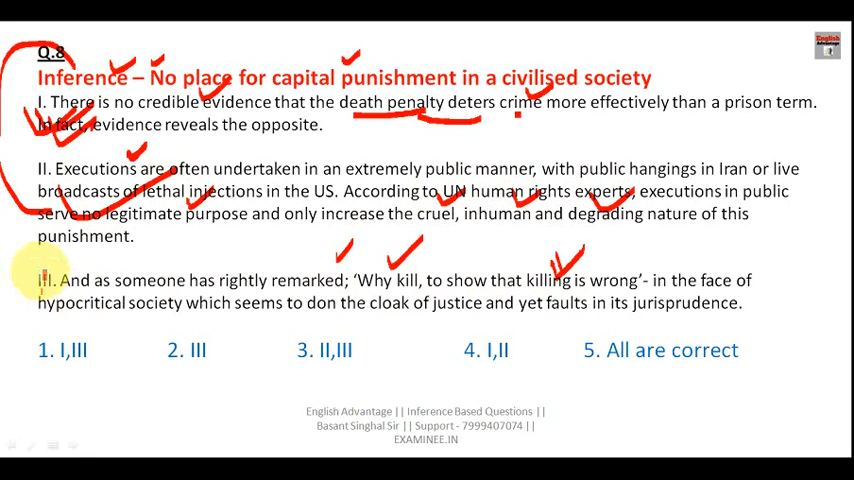 English
Advantage
Q.8
Inference – No place for capital punishment in a civilised society
I. There is no credible evidence that the death penalty deters crime more effectively than a prison term.
In fact, evidence reveals the opposite.
II. Executions are often undertaken in an extremely public manner, with public hangings in Iran or live
broadcasts of lethal injections in the US. According to UN human rights experts, executions in public
serve no legitimate purpose and only increase the cruel, inhuman and degrading nature of this
punishment.
III. And as someone has rightly remarked; ‘Why kill, to show that killing is wrong’- in the face of
hypocritical society which seems to don the cloak of justice and yet faults in its jurisprudence.
1. I,III 2. III 3. II,III 4. I,II 5. All are correct
English Advantage || Inference Based Questions ||
Basant Singhal Sir || Support - 7999407074 ||
EXAMINEE.IN